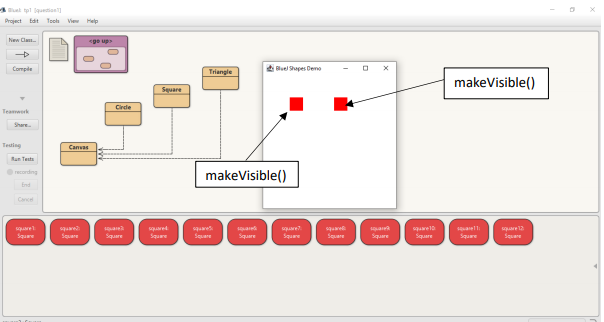 BlueJ: tp1 [question1]
Project Edit Tools View Help
New Class...
Compile
Teamwork
Share...
Testing
Run Tests
recording
End
Cancel
<go up>
Triangle
Square
Circle
Canvas
BlueJ Shapes Demo
makeVisible()
makeVisible()
square1: Square
square2: Square
square3: Square
square4: Square
square5: Square
square6: Square
square7: Square
square8: Square
square9: Square
square10: Square
square11: Square
square12: Square